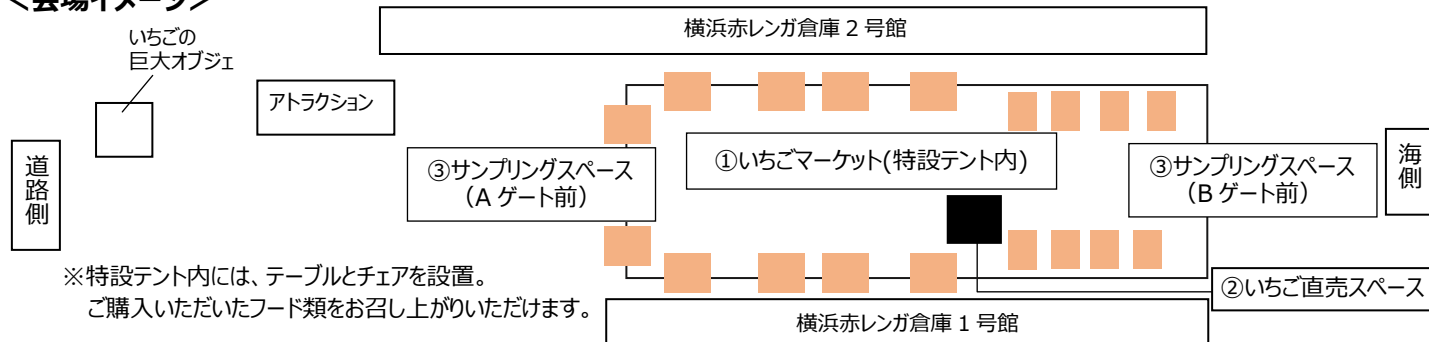 <会場イメージ>
横浜赤レンガ倉庫２号館
いちごの
巨大オブジェ
アトラクション
道路側
③サンプリングスペース
（A ゲート前）
①いちごマーケット(特設テント内)
③サンプリングスペース
（B ゲート前）
海側
※特設テント内には、テーブルとチェアを設置。
ご購入いただいたフード類をお召し上がりいただけます。
②いちご直売スペース
横浜赤レンガ倉庫１号館